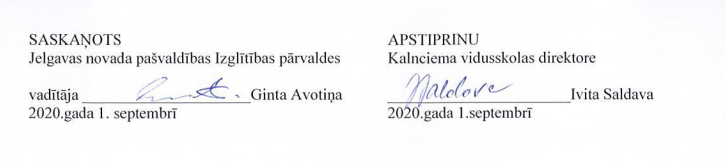 SASKAŅOTS
Jelgavas novada pašvaldības Izglītības pārvaldes
vadītāja Ginta Avotiņa
2020.gada 1. septembrī
APSTIPRINU
Kalnciema vidusskolas direktore
Saldava Ivita Saldava
2020.gada 1.septembrī